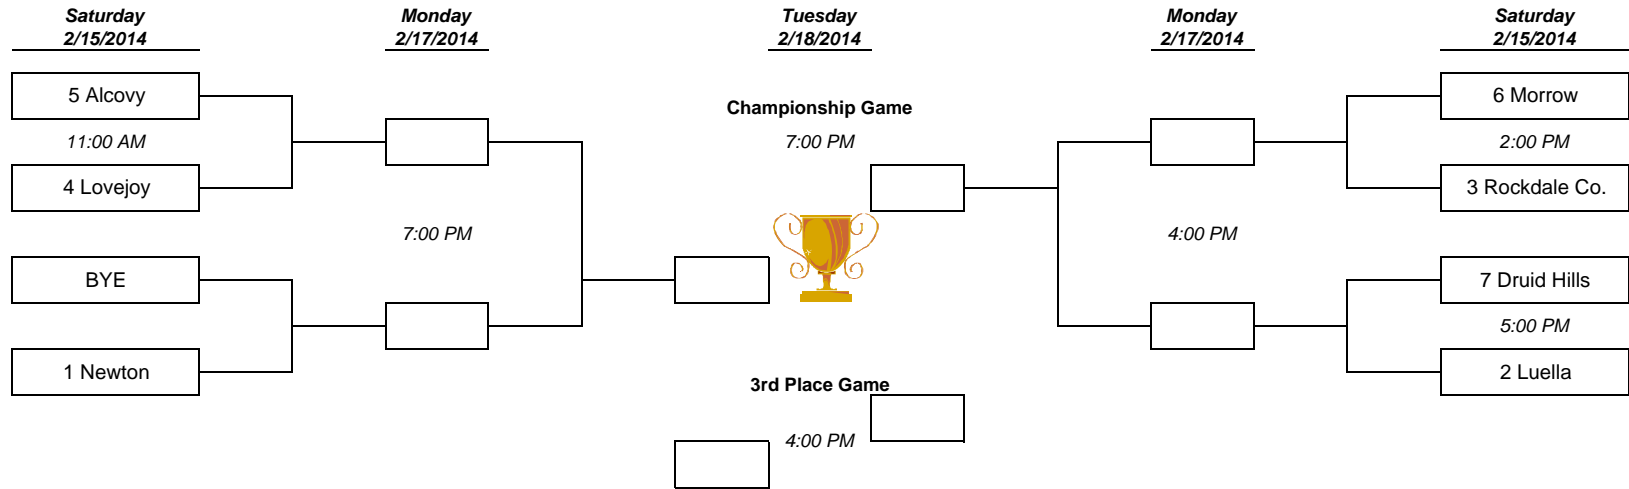 Saturday
2/15/2014
Monday
2/17/2014
Tuesday
2/18/2014
Monday
2/17/2014
Saturday
2/15/2014
5 Alcovy
11:00 AM
4 Lovejoy
BYE
1 Newton
7:00 PM
Championship Game
7:00 PM
3rd Place Game
4:00 PM
4:00 PM
6 Morrow
2:00 PM
3 Rockdale Co.
7 Druid Hills
5:00 PM
2 Luella